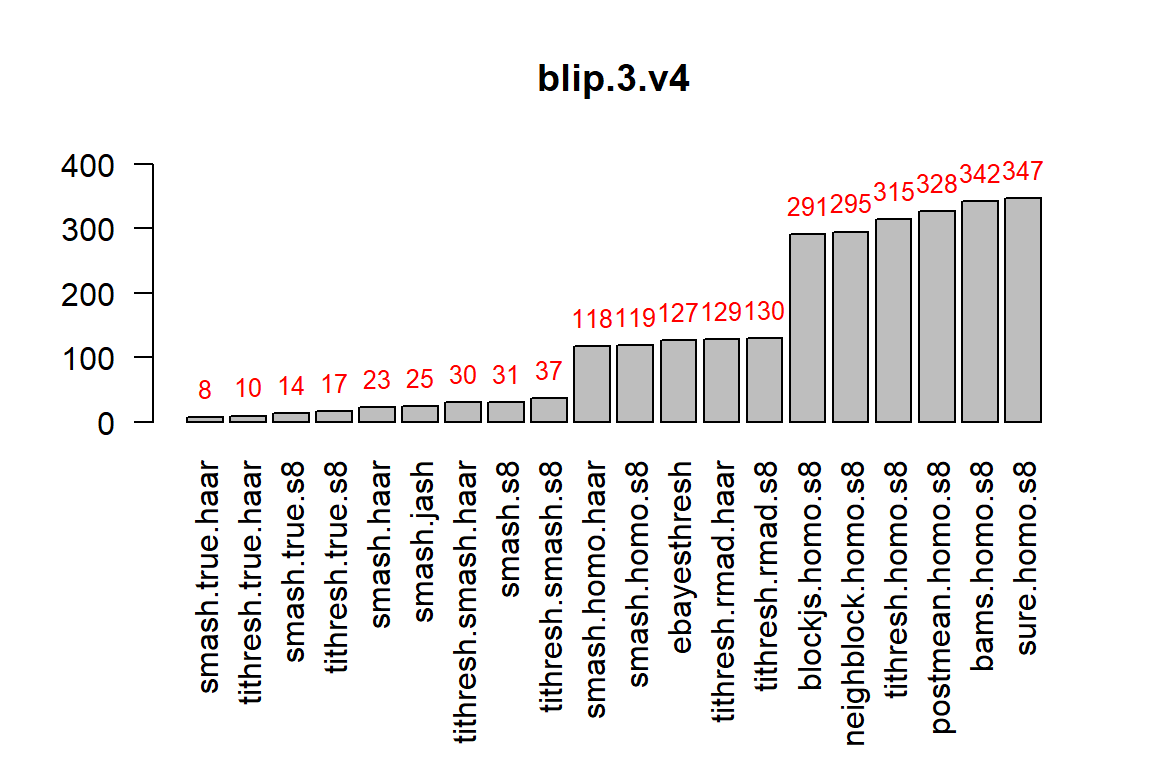 blip.3.v4
400
300
200
100
0
8
10
14
17
23
25
30
31
37
118
119
127
129
130
291
295
315
328
342
347
smash.true.haar
tithresh.true.haar
smash.true.s8
tithresh.true.s8
smash.haar
smash.jash
tithresh.smash.haar
smash.s8
tithresh.smash.s8
smash.homo.haar
smash.homo.s8
ebayesthresh
tithresh.rmad.haar
tithresh.rmad.s8
blockjs.homo.s8
neighblock.homo.s8
tithresh.homo.s8
postmean.homo.s8
bams.homo.s8
sure.homo.s8